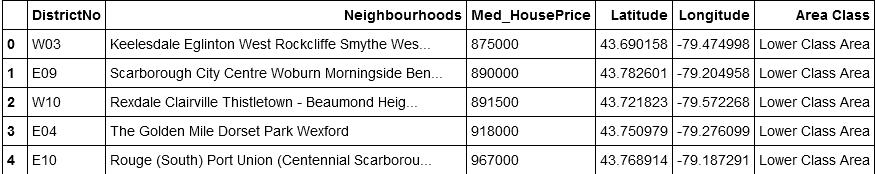 DistrictNo Neighbourhoods Med_HousePrice Latitude Longitude Area Class
0 W03 Keelesdale Eglinton West Rockcliffe Smythe Wes... 875000 43.690158 -79.474998 Lower Class Area
1 E09 Scarborough City Centre Woburn Morningside Ben... 890000 43.782601 -79.204958 Lower Class Area
2 W10 Rexdale Clairville Thistletown - Beaumond Heig... 891500 43.721823 -79.572268 Lower Class Area
3 E04 The Golden Mile Dorset Park Wexford 918000 43.750979 -79.276099 Lower Class Area
4 E10 Rouge (South) Port Union (Centennial Scarborou... 967000 43.768914 -79.187291 Lower Class Area